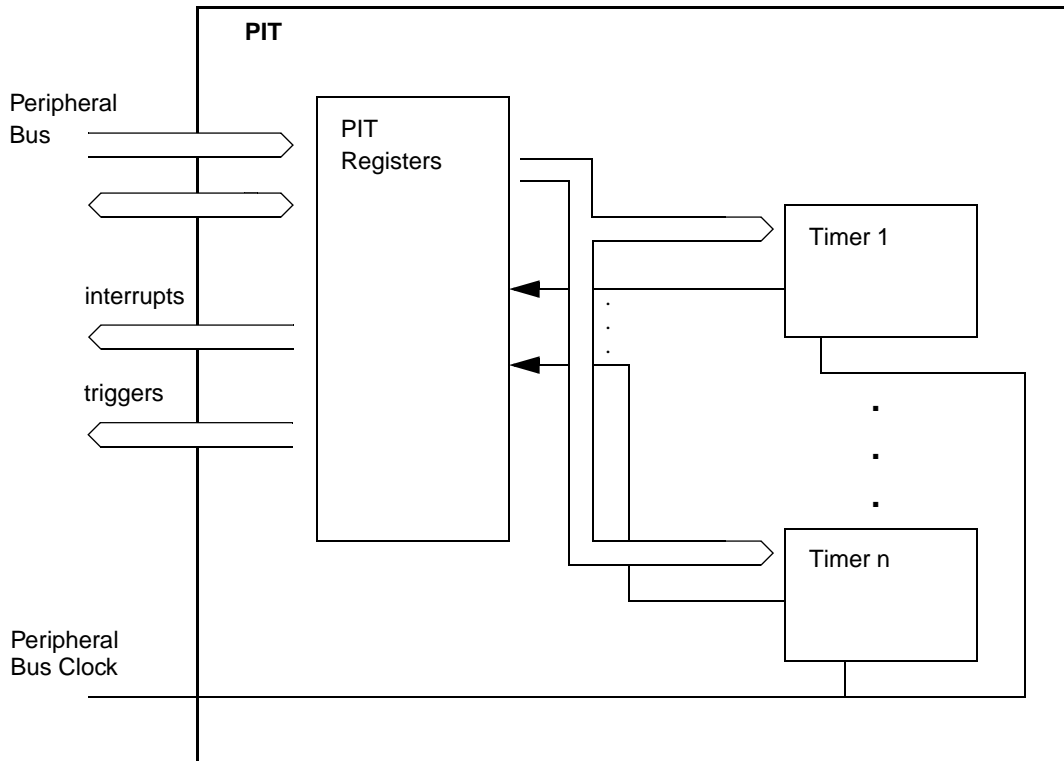 PIT
Peripheral
Bus
PIT
Registers
Timer 1
interrupts
triggers
Timer n
Peripheral
Bus Clock